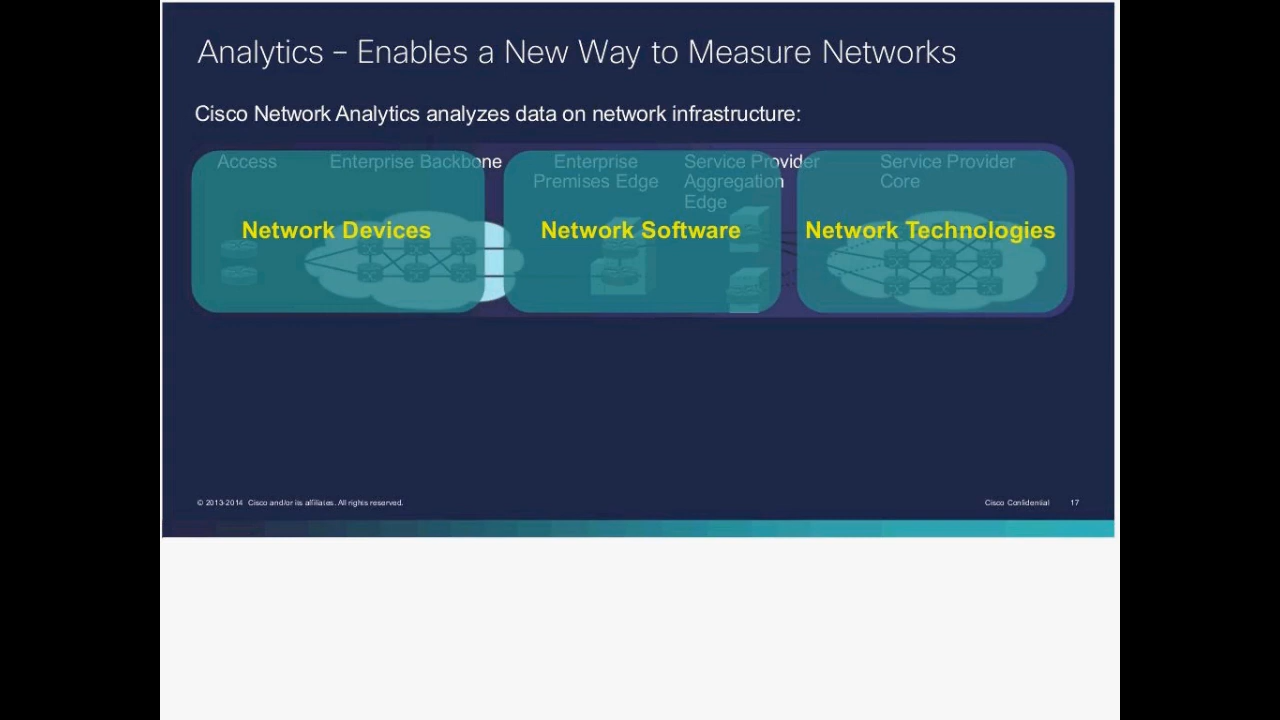 Analytics – Enables a New Way to Measure Networks
Cisco Network Analytics analyzes data on network infrastructure:
Access
Enterprise Backbone
Enterprise
Premises Edge
Service Provider
Aggregation
Edge
Service Provider
Core
Network Devices
Network Software
Network Technologies
© 2013-2014 Cisco and/or its affiliates. All rights reserved.
Cisco Confidential
17